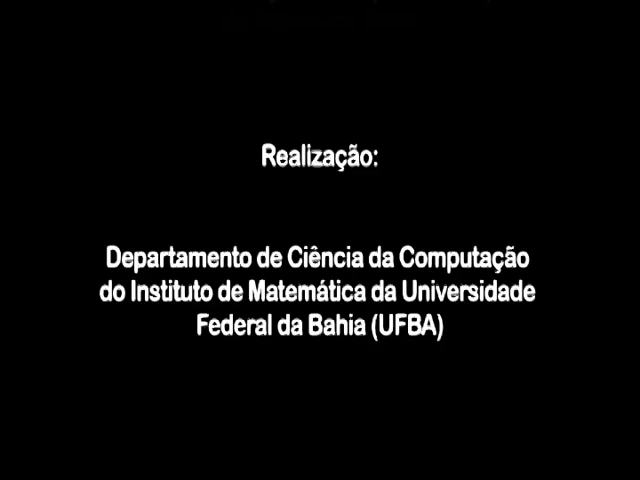 Realização:
Departamento de Ciência da Computação
do Instituto de Matemática da Universidade
Federal da Bahia (UFBA)